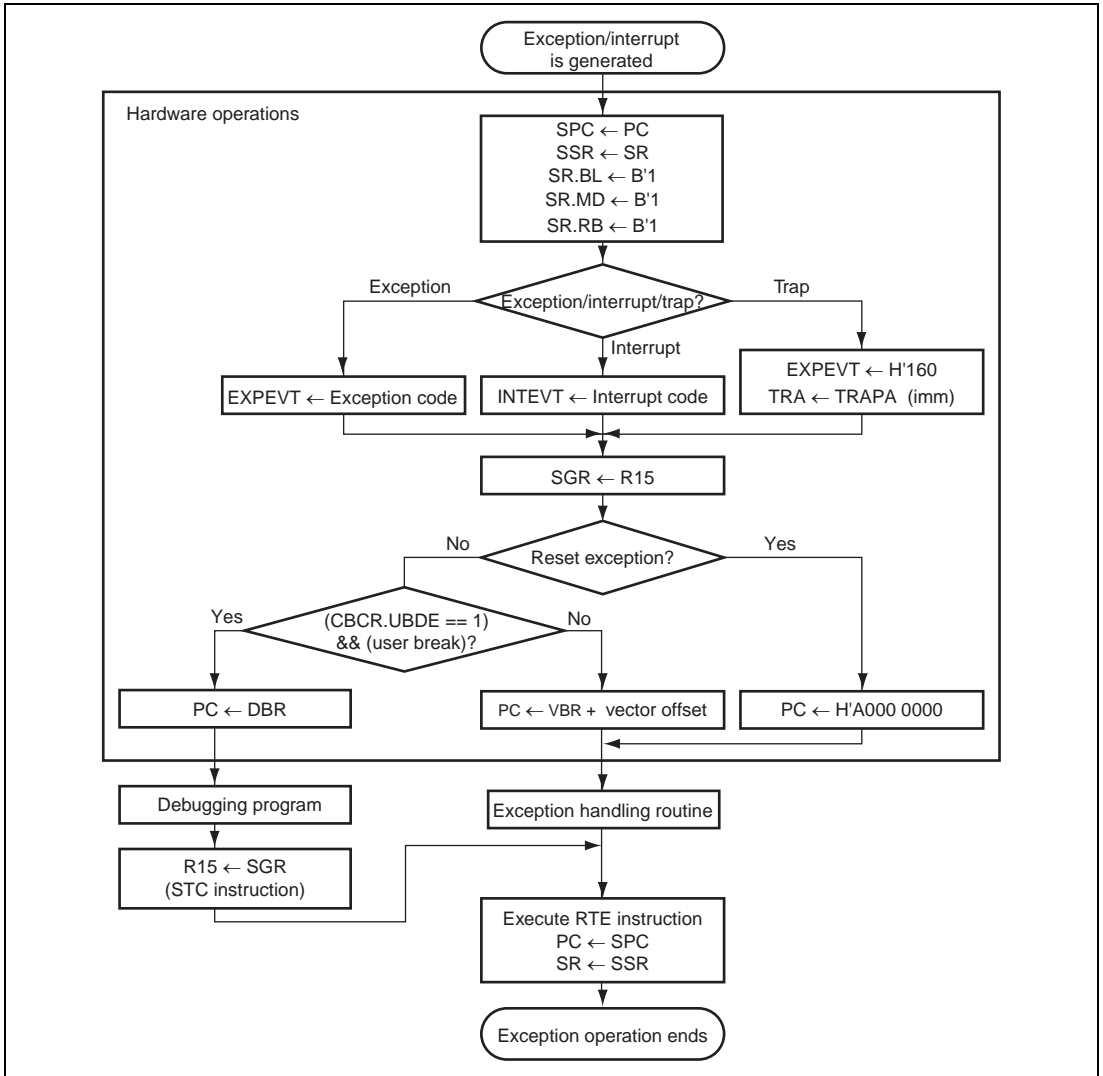 Exception/interrupt
is generated
Hardware operations
SPC ← PC
SSR ← SR
SR.BL ← B'1
SR.MD ← B'1
SR.RB ← B'1
Exception
Exception/interrupt/trap?
Trap
Interrupt
EXPEVT ← Exception code
INTEVT ← Interrupt code
EXPEVT ← H'160
TRA ← TRAPA (imm)
SGR ← R15
No
Reset exception?
Yes
Yes
(CBCR.UBDE == 1)
&& (user break)?
No
PC ← DBR
PC ← VBR + vector offset
PC ← H'A000 0000
Debugging program
Exception handling routine
R15 ← SGR
(STC instruction)
Execute RTE instruction
PC ← SPC
SR ← SSR
Exception operation ends